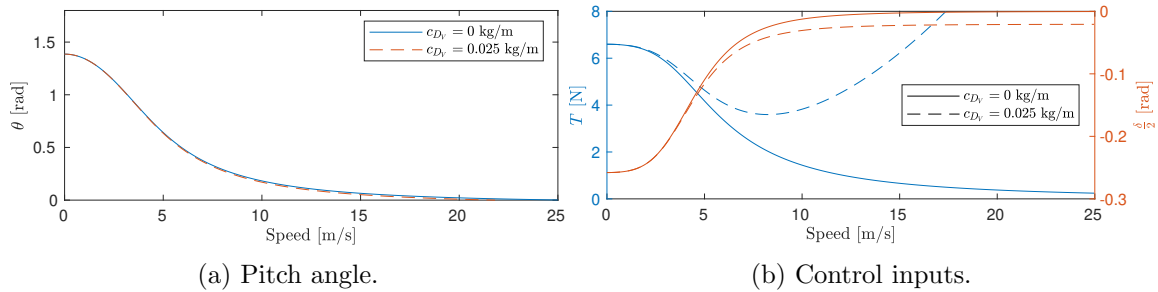 1.5
1
0.5
0
θ [rad]
c_{D_V} = 0 kg/m
c_{D_V} = 0.025 kg/m
0 5 10 15 20 25
Speed [m/s]
(a) Pitch angle.
8
6
4
2
0
T [N]
c_{D_V} = 0 kg/m
c_{D_V} = 0.025 kg/m
0
-0.1
-0.2
-0.3
δ/2 [rad]
0 5 10 15 20 25
Speed [m/s]
(b) Control inputs.